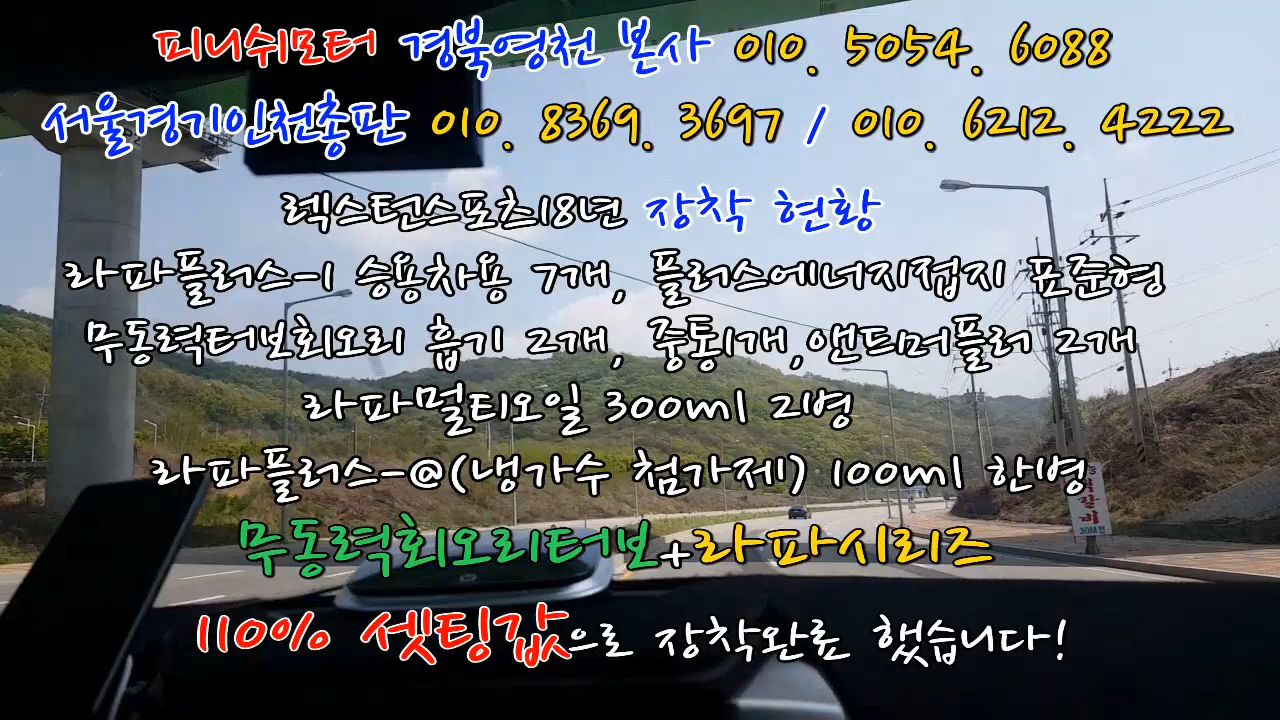 피니쉬모터 경북영천 본사 010. 5054. 6088
서울경기인천총판 010. 8369. 3697 / 010. 6212. 4222
렉스턴스포츠18년 장착 현황
라파플러스-1 승용차용 7개, 플러스에너지접지 표준형
무동력터보회오리 흡기 2개, 중통1개,앤드머플러 2개
라파멀티오일 300ml 2병
라파플러스-@(냉가수 첨가제) 100ml 한병
무동력회오리터보+라파시리즈
110% 셋팅값으로 장착완료 했습니다!